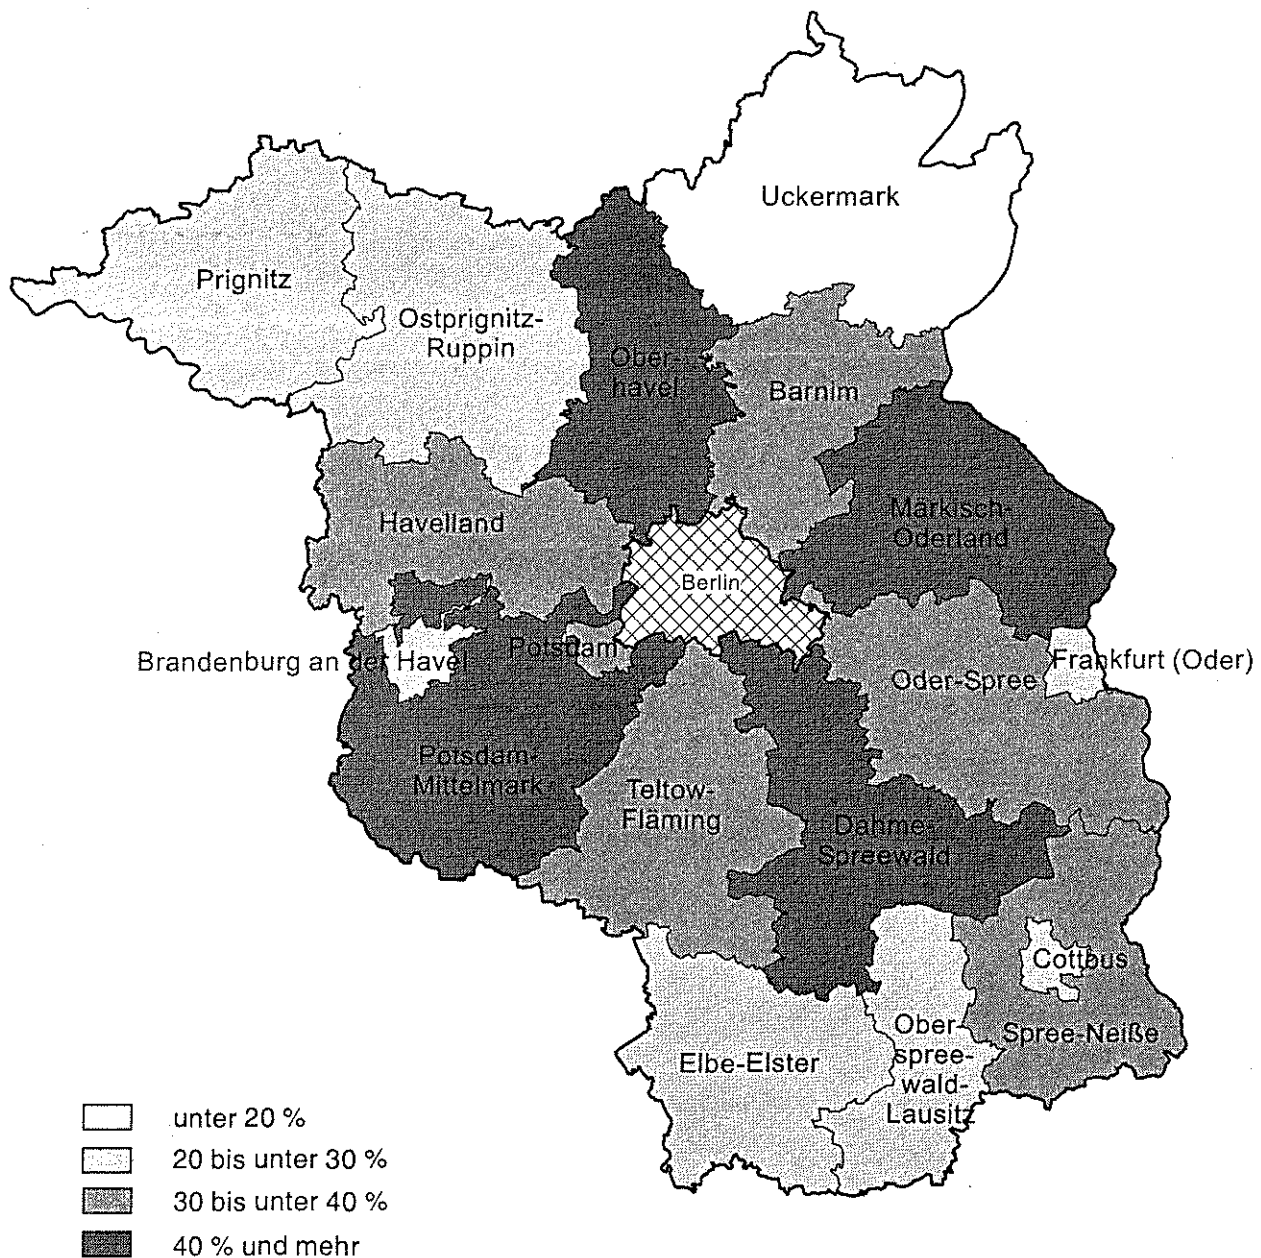 Uckermark
Prignitz
Ostprignitz-
Ruppin
Ober-
havel
Barnim
Havelland
Märkisch-
Oderland
Berlin
Brandenburg an der Havel
Potsdam
Frankfurt (Oder)
Oder-Spree
Potsdam-
Mittelmark
Teltow-
Fläming
Dahme-
Spreewald
Cottbus
Spree-Neiße
Elbe-Elster
Ober-
spree-
wald-
Lausitz
unter 20 %
20 bis unter 30 %
30 bis unter 40 %
40 % und mehr